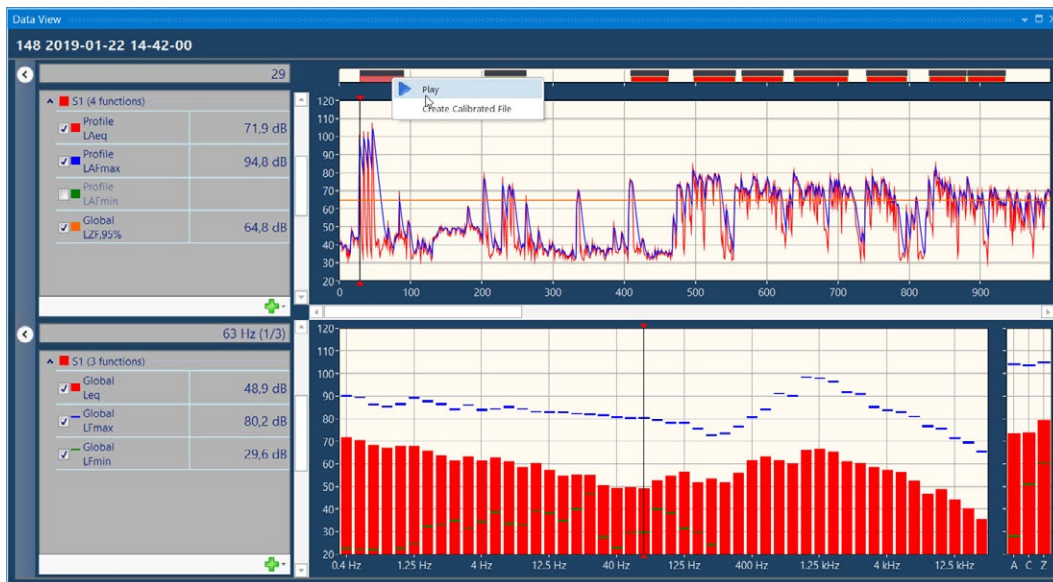 Data View
148 2019-01-22 14-42-00
29
S1 (4 functions)
Profile
LAeq
71,9 dB
Profile
LAFmax
94,8 dB
Profile
LAFmin
Global
LZF,95%
64,8 dB
Play
Create Calibrated File
120
110
100
90
80
70
60
50
40
30
20
0 100 200 300 400 500 600 700 800 900
63 Hz (1/3)
S1 (3 functions)
Global
Leq
48,9 dB
Global
LFmax
80,2 dB
Global
LFmin
29,6 dB
120
110
100
90
80
70
60
50
40
30
20
0.4 Hz 1.25 Hz 4 Hz 12.5 Hz 40 Hz 125 Hz 400 Hz 1.25 kHz 4 kHz 12.5 kHz A C Z